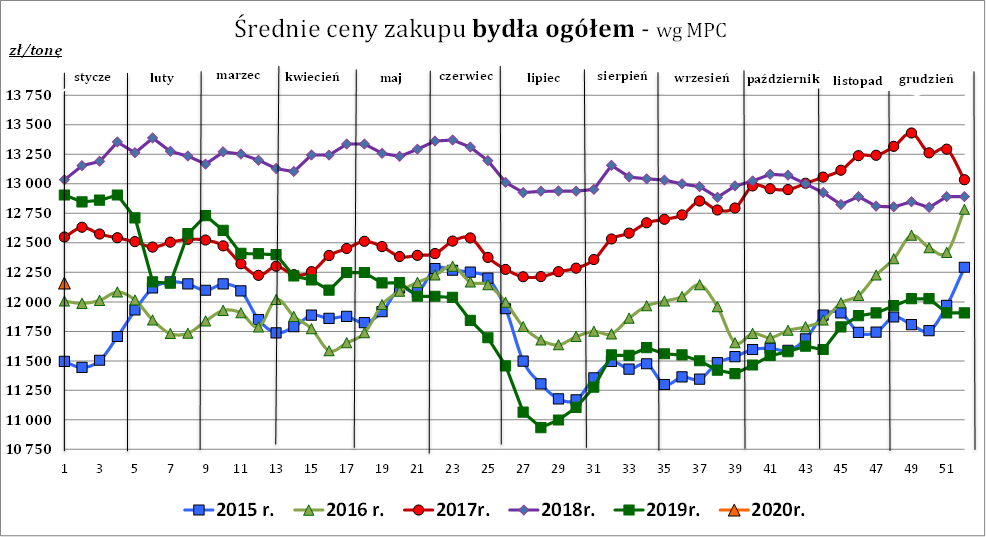 Średnie ceny zakupu bydła ogółem - wg MPC
zł/tonę
stycze luty marzec kwiecień maj czerwiec lipiec sierpień wrzesień październik listopad grudzień
13 750
13 500
13 250
13 000
12 750
12 500
12 250
12 000
11 750
11 500
11 250
11 000
10 750
1 3 5 7 9 11 13 15 17 19 21 23 25 27 29 31 33 35 37 39 41 43 45 47 49 51
2015 r. 2016 r. 2017r. 2018r. 2019r. 2020r.